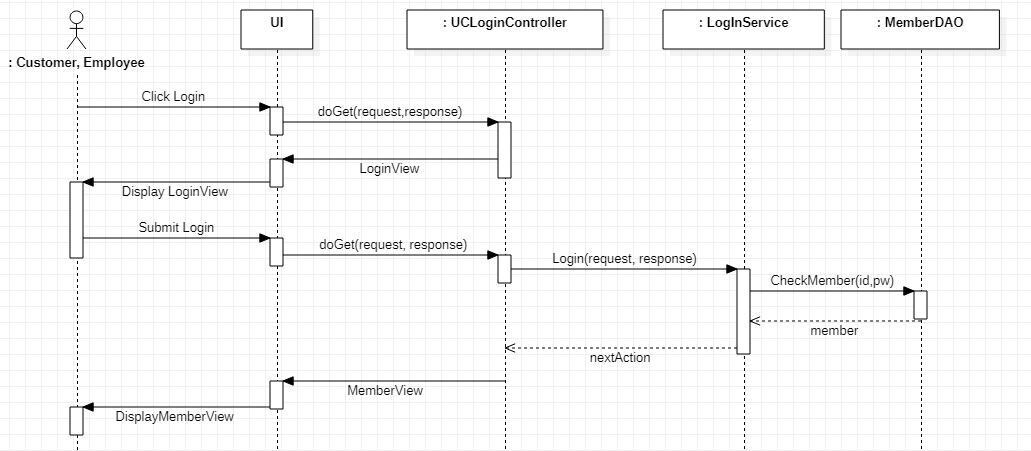 UI
: UCLoginController
: LogInService
: MemberDAO
: Customer, Employee
Click Login
doGet(request,response)
LoginView
Display LoginView
Submit Login
doGet(request, response)
Login(request, response)
CheckMember(id,pw)
member
nextAction
MemberView
DisplayMemberView